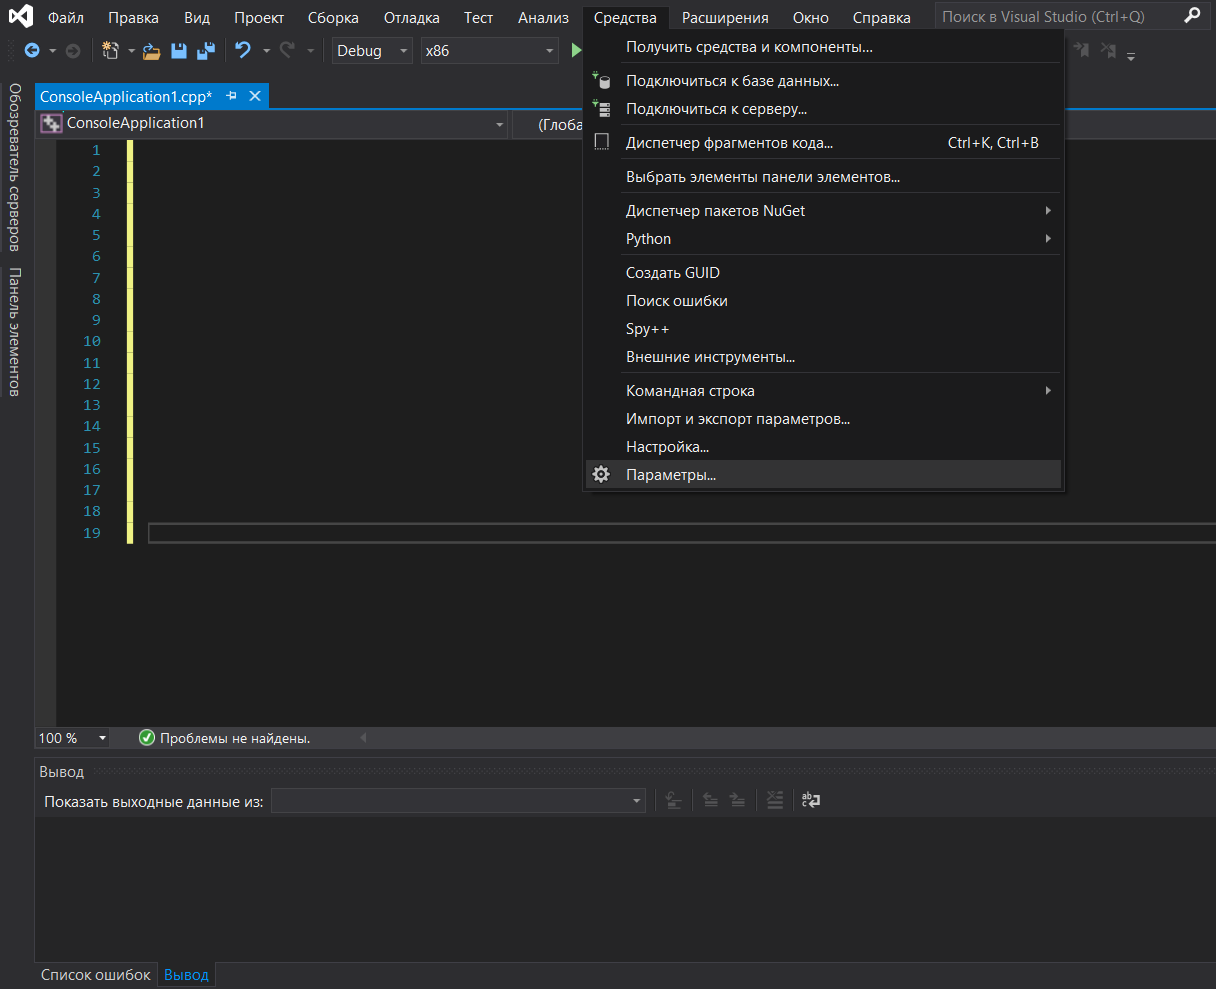 Файл Правка Вид Проект Сборка Отладка Тест Анализ Средства Расширения Окно Справка Поиск в Visual Studio (Ctrl+Q)
Debug x86
Получить средства и компоненты...
Подключиться к базе данных...
Подключиться к серверу...
Диспетчер фрагментов кода... Ctrl+K, Ctrl+B
Выбрать элементы панели элементов...
Диспетчер пакетов NuGet
Python
Создать GUID
Поиск ошибки
Spy++
Внешние инструменты...
Командная строка
Импорт и экспорт параметров...
Настройка...
Параметры...
Обозреватель серверов
Панель элементов
ConsoleApplication1.cpp*
ConsoleApplication1 (Глоба
1
2
3
4
5
6
7
8
9
10
11
12
13
14
15
16
17
18
19
100 % Проблемы не найдены.
Вывод
Показать выходные данные из:
Список ошибок Вывод